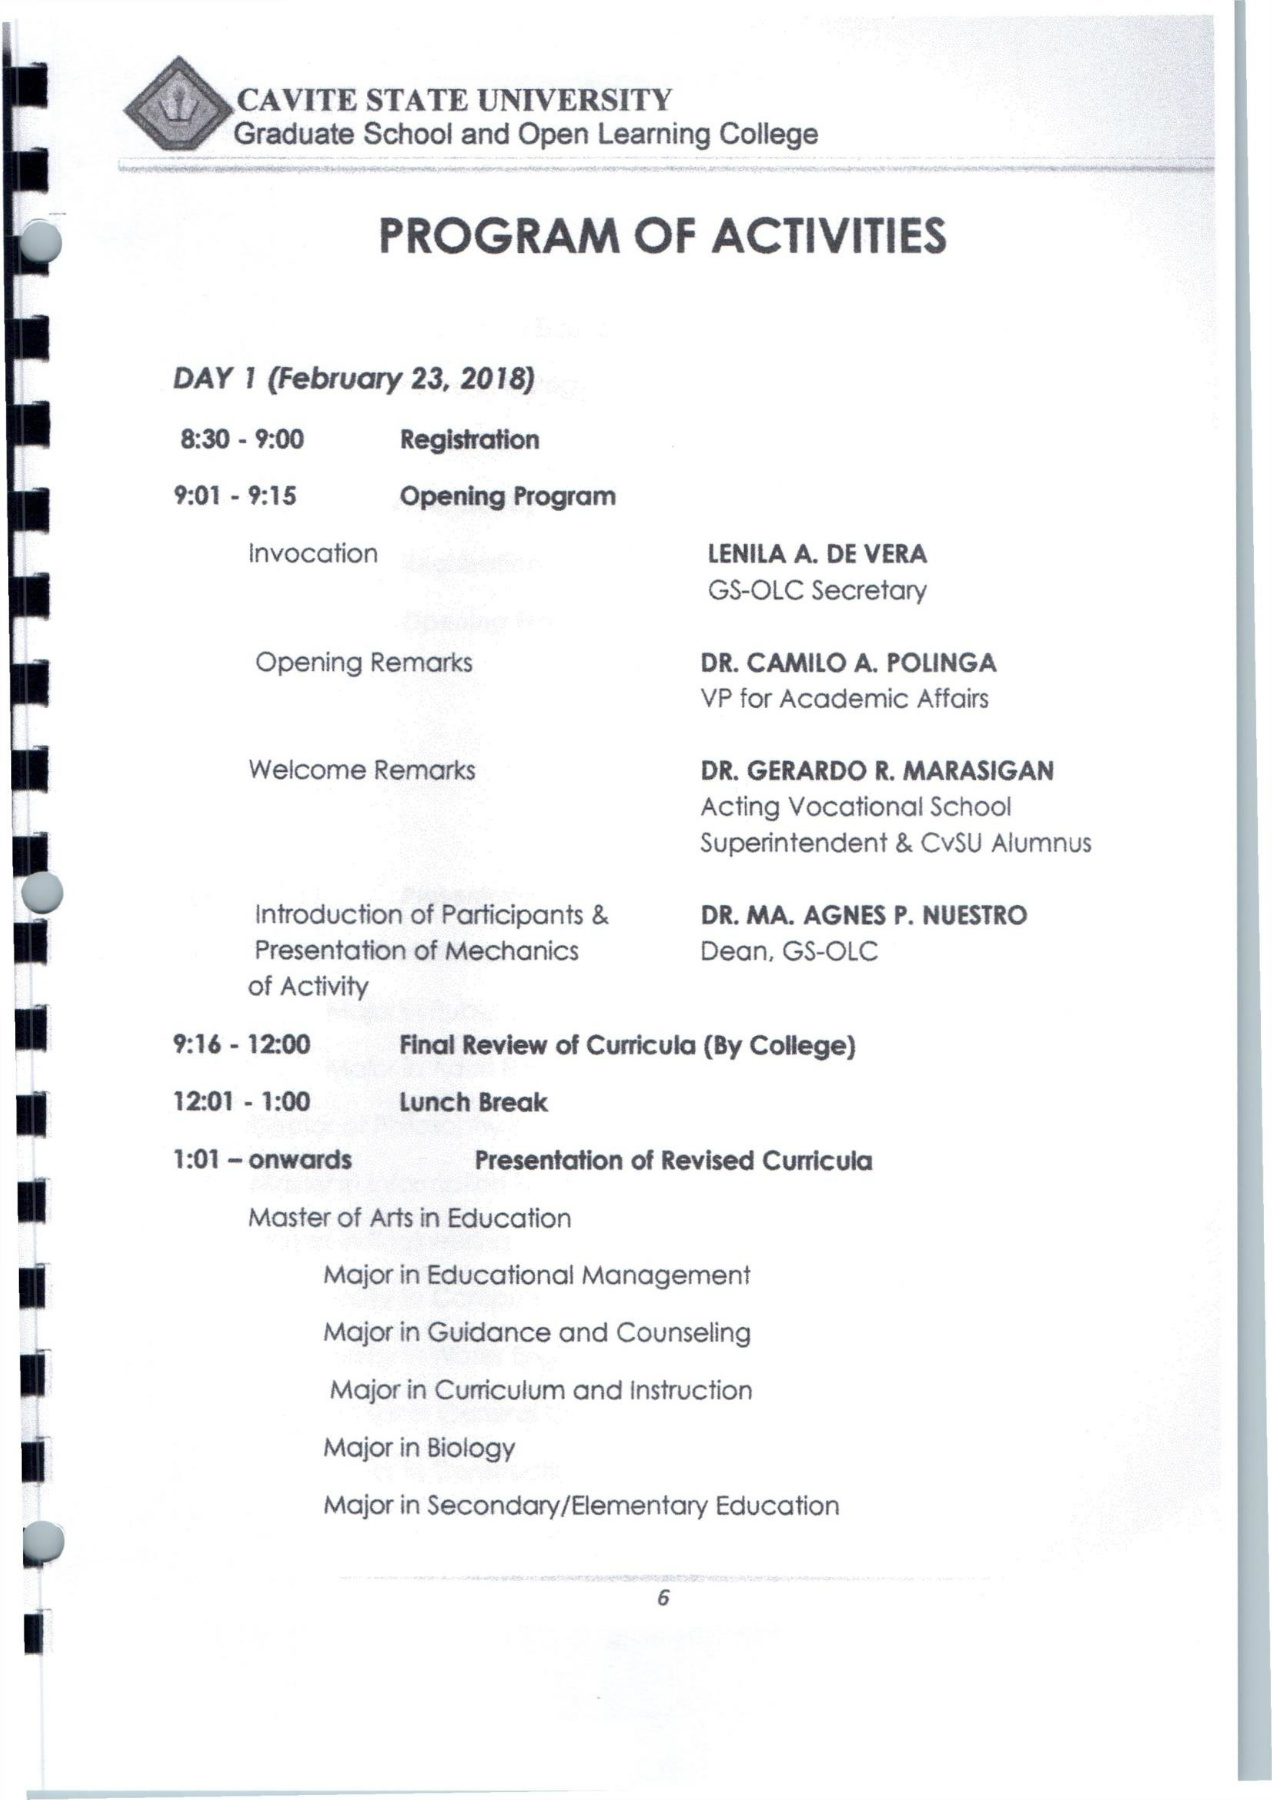 CAVITE STATE UNIVERSITY
Graduate School and Open Learning College
PROGRAM OF ACTIVITIES
DAY 1 (February 23, 2018)
8:30 - 9:00 Registration
9:01 - 9:15 Opening Program
Invocation LENILA A. DE VERA
GS-OLC Secretary
Opening Remarks DR. CAMILO A. POLINGA
VP for Academic Affairs
Welcome Remarks DR. GERARDO R. MARASIGAN
Acting Vocational School
Superintendent & CvSU Alumnus
Introduction of Participants & DR. MA. AGNES P. NUESTRO
Presentation of Mechanics Dean, GS-OLC
of Activity
9:16 - 12:00 Final Review of Curricula (By College)
12:01 - 1:00 Lunch Break
1:01 – onwards Presentation of Revised Curricula
Master of Arts in Education
Major in Educational Management
Major in Guidance and Counseling
Major in Curriculum and Instruction
Major in Biology
Major in Secondary/Elementary Education
6